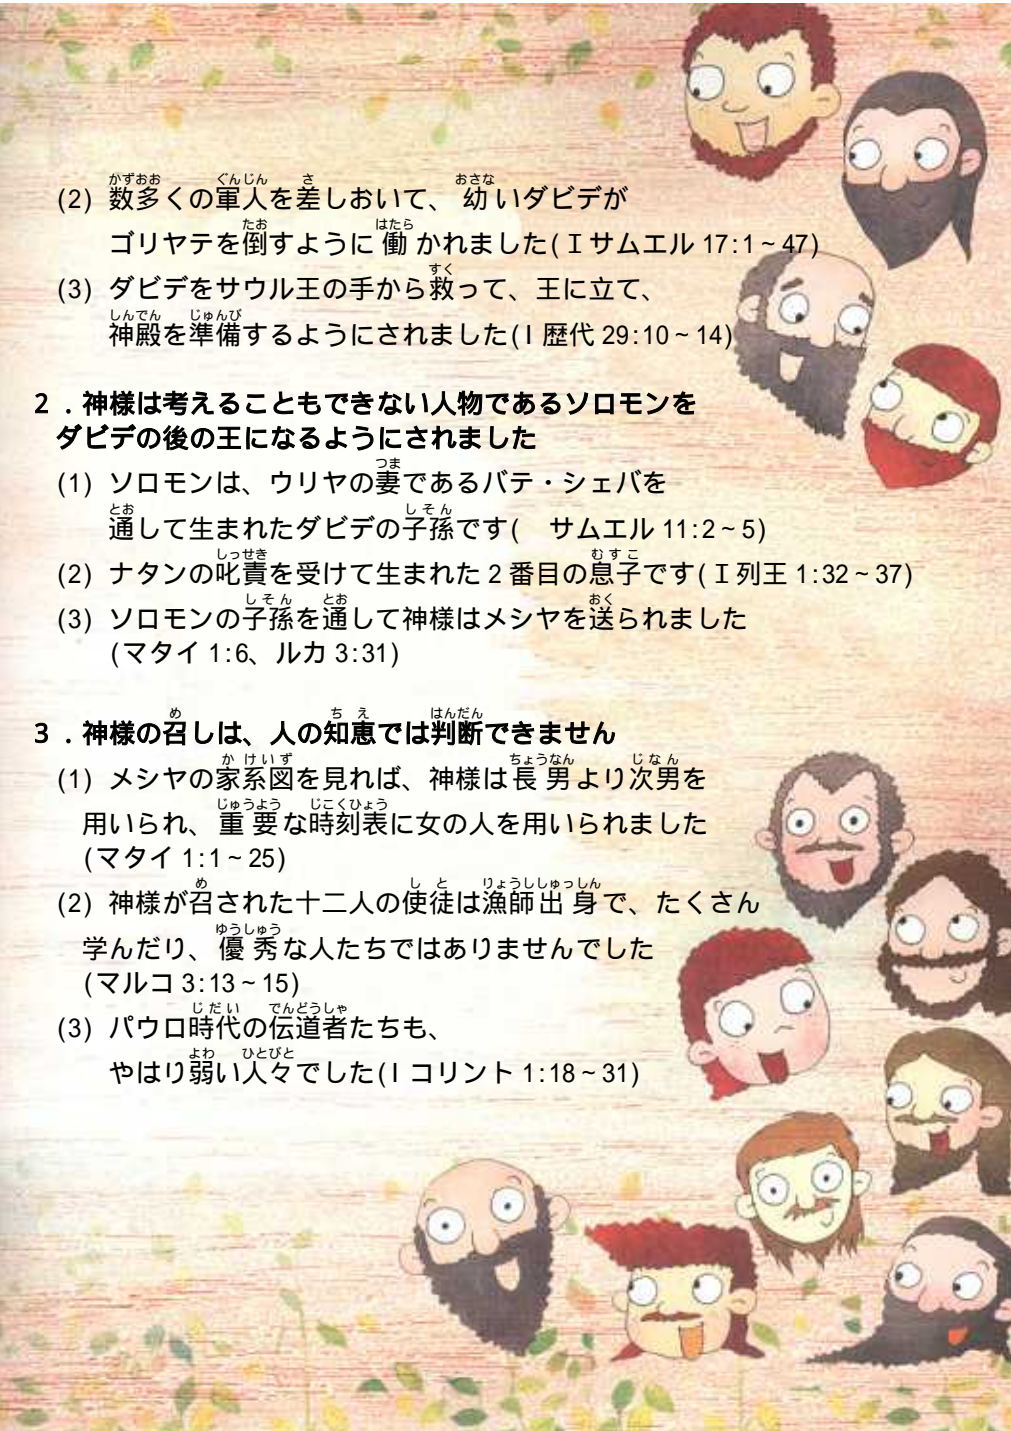 (2) 数多くの軍人を差しおいて、幼いダビデが
ゴリヤテを倒すように働かれました(Ⅰサムエル 17:1~47)
(3) ダビデをサウル王の手から救って、王に立て、
神殿を準備するようにされました(I 歴代 29:10~14)
2．神様は考えることもできない人物であるソロモンを
ダビデの後の王になるようにされました
(1) ソロモンは、ウリヤの妻であるバテ・シェバを
通して生まれたダビデの子孫です(　サムエル 11:2~5)
(2) ナタンの叱責を受けて生まれた 2 番目の息子です(Ⅰ列王 1:32~37)
(3) ソロモンの子孫を通して神様はメシヤを送られました
(マタイ 1:6、ルカ 3:31)
3．神様の召しは、人の知恵では判断できません
(1) メシヤの家系図を見れば、神様は長男より次男を
用いられ、重要な時刻表に女の人を用いられました
(マタイ 1:1~25)
(2) 神様が召された十二人の使徒は漁師出身で、たくさん
学んだり、優秀な人たちではありませんでした
(マルコ 3:13~15)
(3) パウロ時代の伝道者たちも、
やはり弱い人々でした(I コリント 1:18~31)